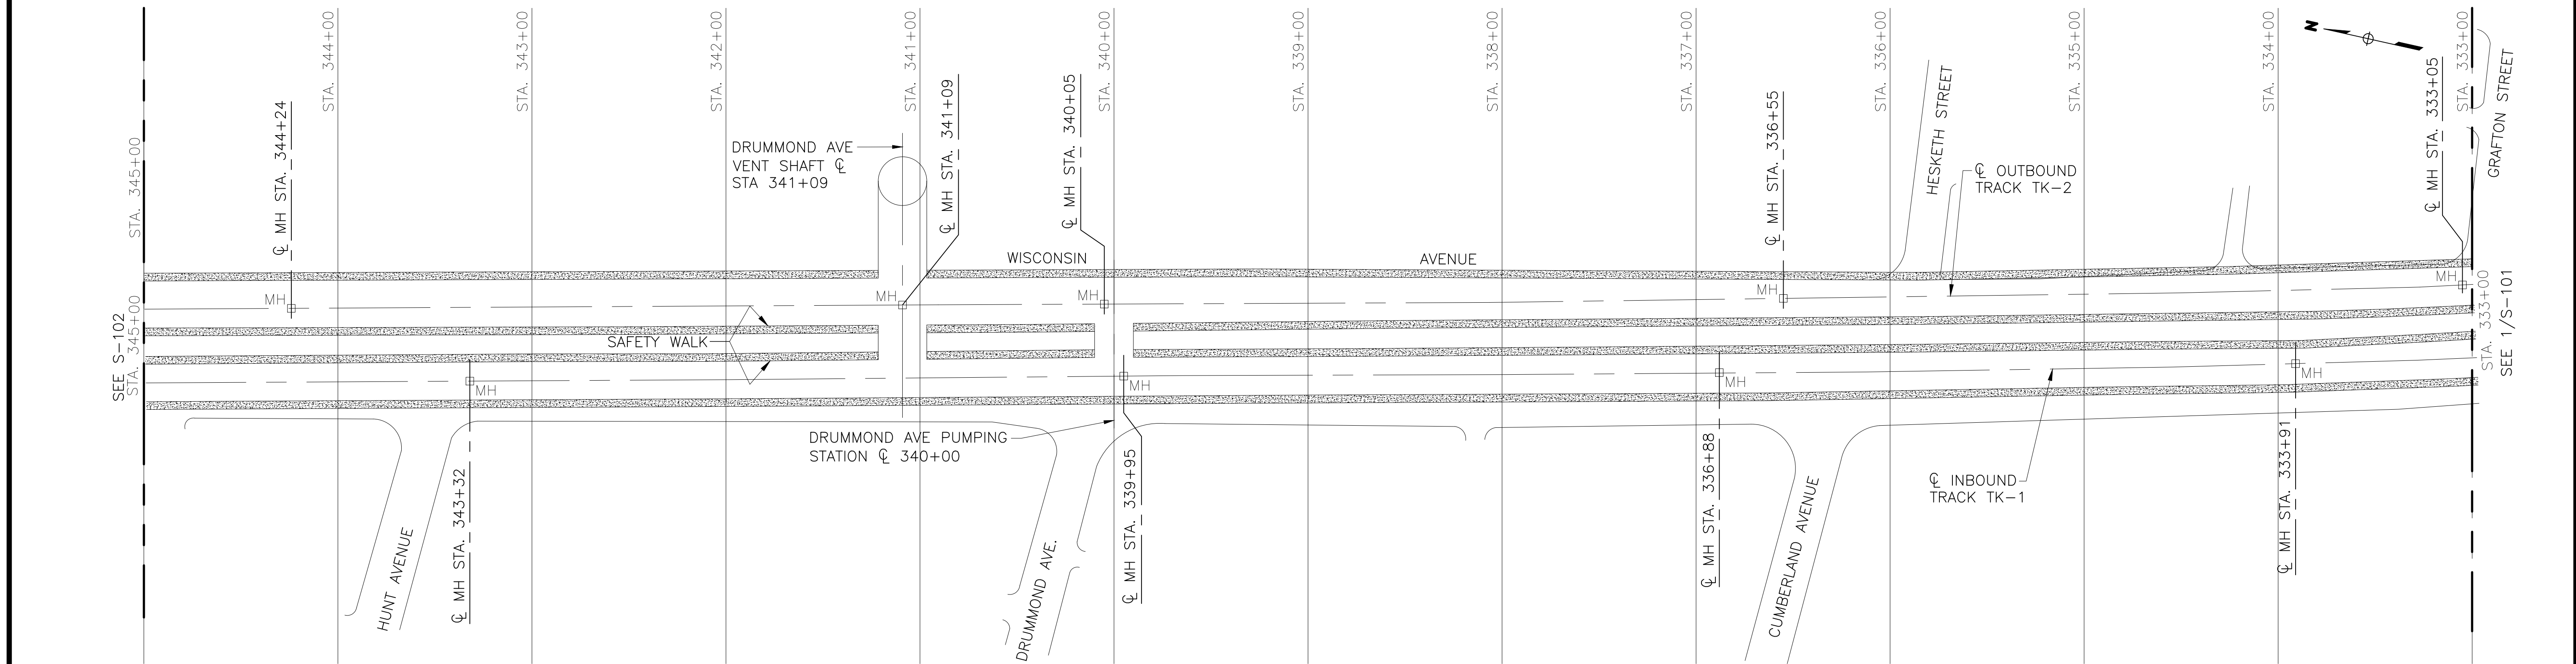 STA. 345+00
STA. 344+00
STA. 343+00
STA. 342+00
STA. 341+00
STA. 340+00
STA. 339+00
STA. 338+00
STA. 337+00
STA. 336+00
STA. 335+00
STA. 334+00
STA. 333+00
N
GRAFTON STREET
HESKETH STREET
℄ MH STA. 344+24
DRUMMOND AVE
VENT SHAFT ℄
STA 341+09
℄ MH STA. 341+09
℄ MH STA. 340+05
℄ MH STA. 336+55
℄ OUTBOUND
TRACK TK-2
℄ MH STA. 333+05
WISCONSIN
AVENUE
MH
MH
MH
MH
MH
SEE S-102
STA. 345+00
SAFETY WALK
STA. 333+00
SEE 1/S-101
MH
MH
MH
MH
DRUMMOND AVE PUMPING
STATION ℄ 340+00
℄ MH STA. 343+32
℄ MH STA. 339+95
℄ MH STA. 336+88
℄ INBOUND
TRACK TK-1
℄ MH STA. 333+91
HUNT AVENUE
DRUMMOND AVE.
CUMBERLAND AVENUE